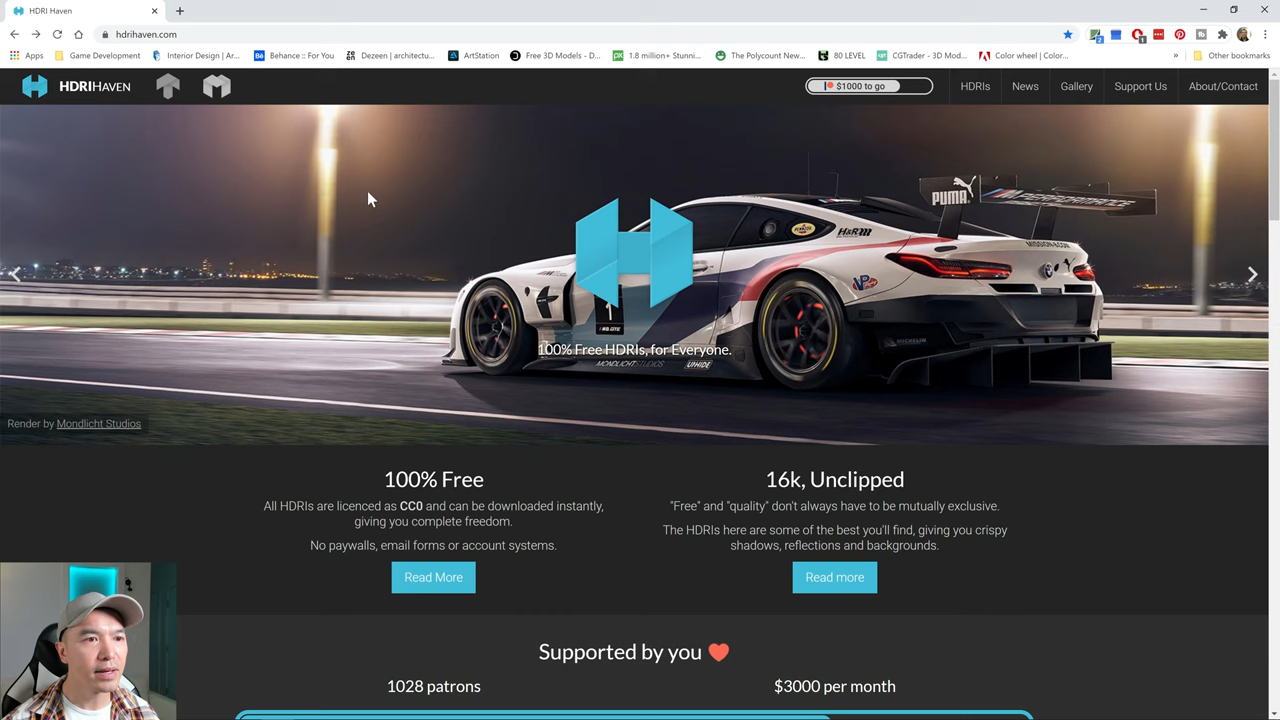 HDRI Haven
hdrihaven.com
Apps
Game Development
Interior Design | Ar...
Behance :: For You
Dezeen | architectu...
ArtStation
Free 3D Models - D...
1.8 million+ Stunni...
The Polycount New...
80 LEVEL
CGTrader - 3D Mod...
Color wheel | Color...
»
Other bookmarks
HDRIHAVEN
$1000 to go
HDRIs
News
Gallery
Support Us
About/Contact
PUMA
M PERFORMANCE
H&R
VP
MICHELIN
1
100% Free HDRIs, for Everyone.
MONDLICHTSTUDIOS
Render by Mondlicht Studios
100% Free
All HDRIs are licenced as CC0 and can be downloaded instantly,
giving you complete freedom.
No paywalls, email forms or account systems.
Read More
16k, Unclipped
"Free" and "quality" don't always have to be mutually exclusive.
The HDRIs here are some of the best you'll find, giving you crispy
shadows, reflections and backgrounds.
Read more
Supported by you
1028 patrons
$3000 per month